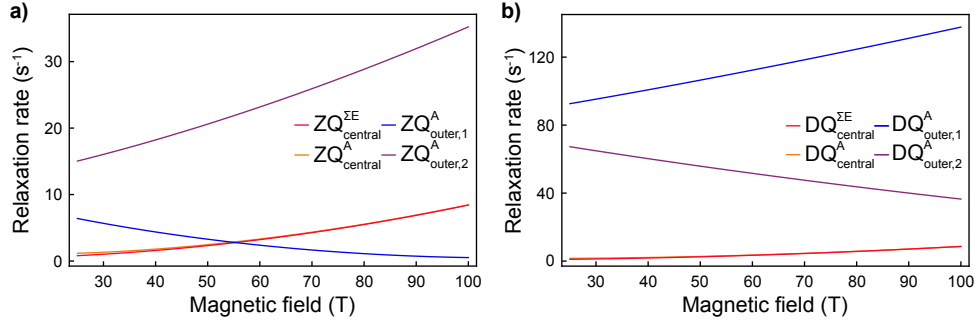 a)
Relaxation rate (s⁻¹)
30
20
10
0
ZQ^ΣE_central ZQ^A_outer,1
ZQ^A_central ZQ^A_outer,2
30 40 50 60 70 80 90 100
Magnetic field (T)
b)
Relaxation rate (s⁻¹)
120
80
40
0
DQ^ΣE_central DQ^A_outer,1
DQ^A_central DQ^A_outer,2
30 40 50 60 70 80 90 100
Magnetic field (T)